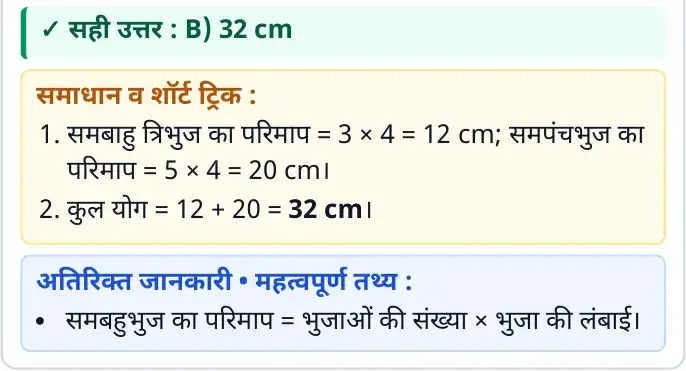 ✓ सही उत्तर : B) 32 cm
समाधान व शॉर्ट ट्रिक :
1. समबाहु त्रिभुज का परिमाप = 3 × 4 = 12 cm; समपंचभुज का
परिमाप = 5 × 4 = 20 cm।
2. कुल योग = 12 + 20 = 32 cm।
अतिरिक्त जानकारी • महत्वपूर्ण तथ्य :
• समबहुभुज का परिमाप = भुजाओं की संख्या × भुजा की लंबाई।